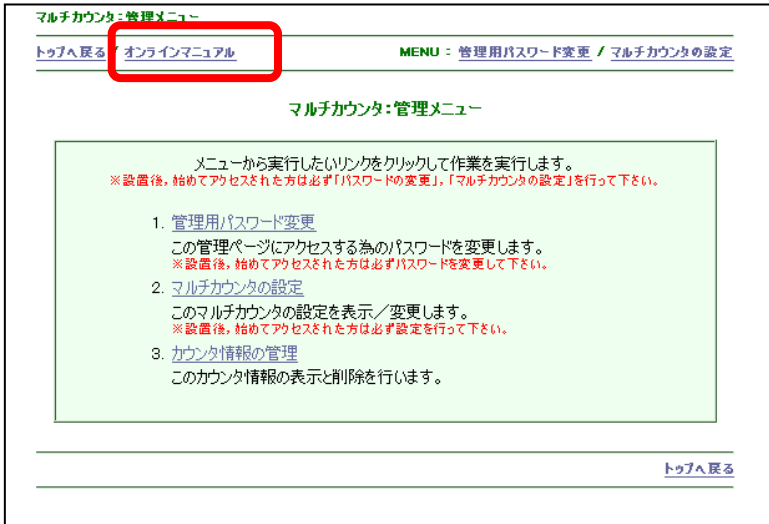 マルチカウンタ：管理メニュー
トップへ戻る / オンラインマニュアル MENU： 管理用パスワード変更 / マルチカウンタの設定
マルチカウンタ：管理メニュー
メニューから実行したいリンクをクリックして作業を実行します。
※設置後，始めてアクセスされた方は必ず「パスワードの変更」，「マルチカウンタの設定」を行って下さい。
1. 管理用パスワード変更
この管理ページにアクセスする為のパスワードを変更します。
※設置後，始めてアクセスされた方は必ずパスワードを変更して下さい。
2. マルチカウンタの設定
このマルチカウンタの設定を表示／変更します。
※設置後，始めてアクセスされた方は必ず設定を行って下さい。
3. カウンタ情報の管理
このカウンタ情報の表示と削除を行います。
トップへ戻る